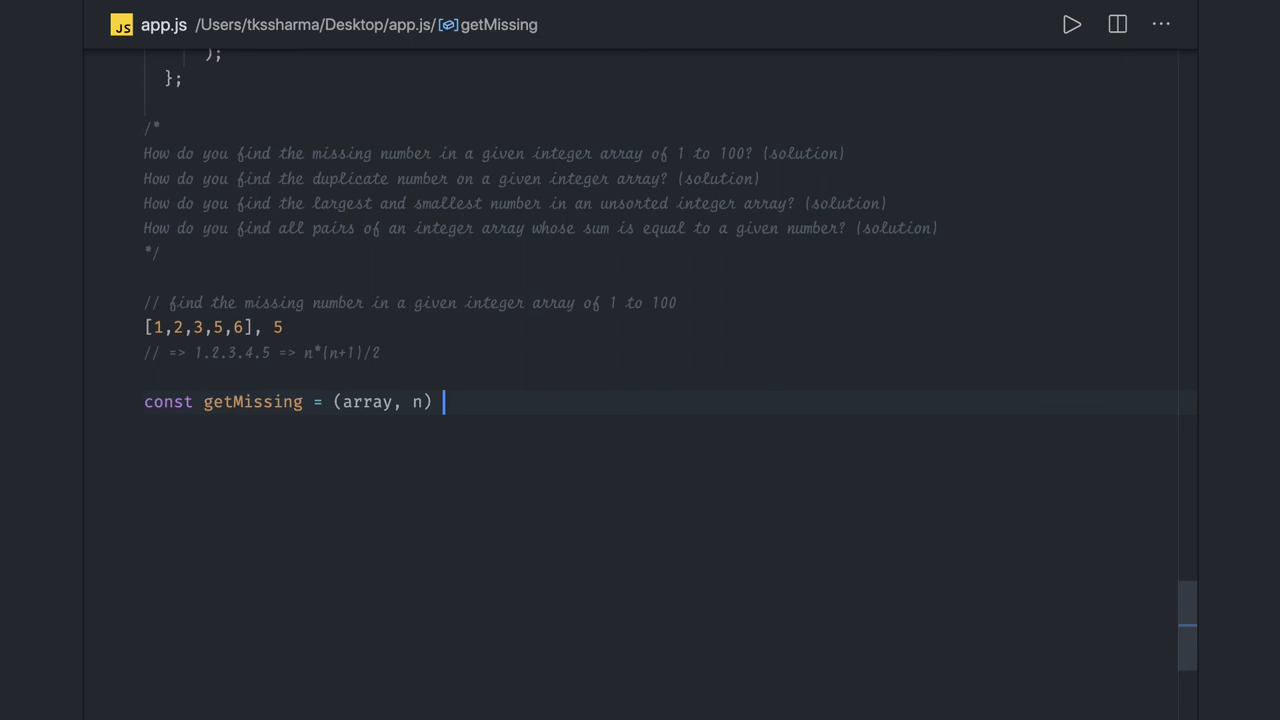 JS app.js /Users/tkssharma/Desktop/app.js/getMissing
);
};
/*
How do you find the missing number in a given integer array of 1 to 100? (solution)
How do you find the duplicate number on a given integer array? (solution)
How do you find the largest and smallest number in an unsorted integer array? (solution)
How do you find all pairs of an integer array whose sum is equal to a given number? (solution)
*/
// find the missing number in a given integer array of 1 to 100
[1,2,3,5,6], 5
// => 1.2.3.4.5 => n*(n+1)/2
const getMissing = (array, n)